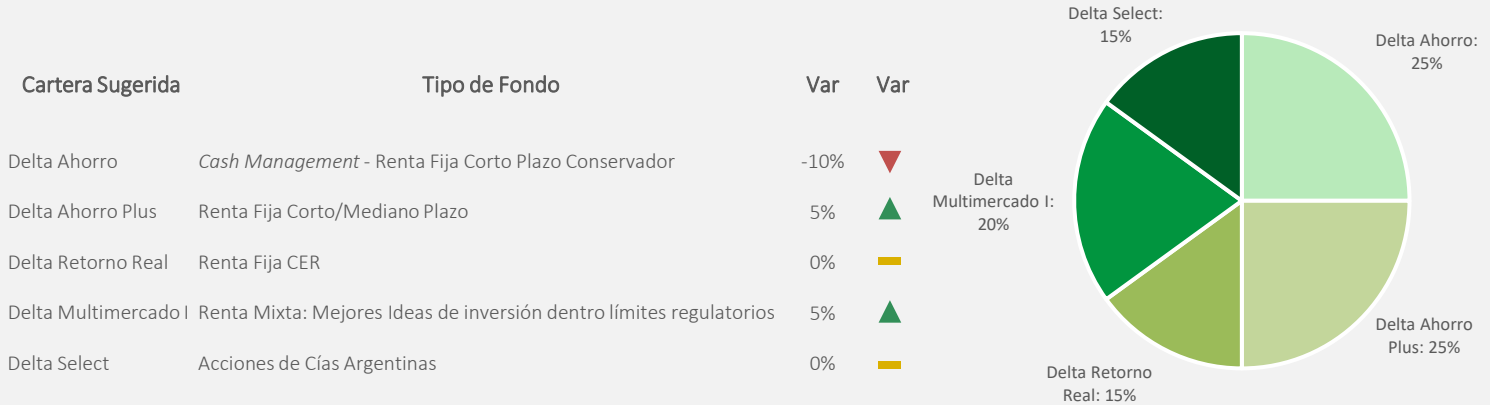 Cartera Sugerida Tipo de Fondo Var Var
Delta Ahorro Cash Management - Renta Fija Corto Plazo Conservador -10%
Delta Ahorro Plus Renta Fija Corto/Mediano Plazo 5%
Delta Retorno Real Renta Fija CER 0%
Delta Multimercado I Renta Mixta: Mejores Ideas de inversión dentro límites regulatorios 5%
Delta Select Acciones de Cías Argentinas 0%
Delta Select:
15%
Delta Ahorro:
25%
Delta
Multimercado I:
20%
Delta Ahorro
Plus: 25%
Delta Retorno
Real: 15%